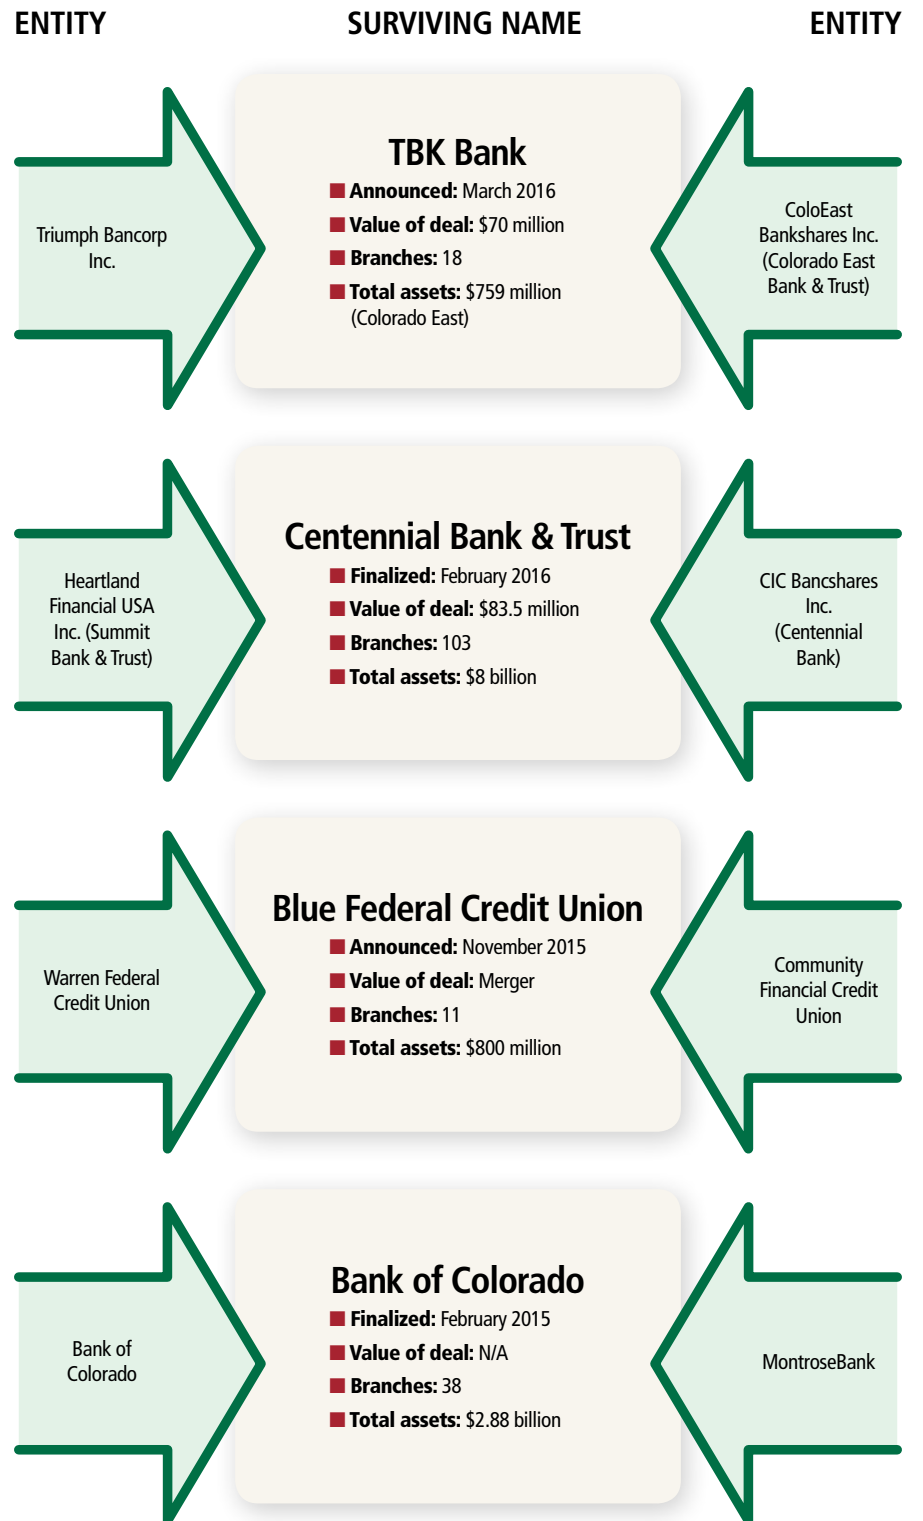 ENTITY
SURVIVING NAME
ENTITY
Triumph Bancorp
Inc.
TBK Bank
Announced: March 2016
Value of deal: $70 million
Branches: 18
Total assets: $759 million
(Colorado East)
ColoEast
Bankshares Inc.
(Colorado East
Bank & Trust)
Heartland
Financial USA
Inc. (Summit
Bank & Trust)
Centennial Bank & Trust
Finalized: February 2016
Value of deal: $83.5 million
Branches: 103
Total assets: $8 billion
CIC Bancshares
Inc.
(Centennial
Bank)
Warren Federal
Credit Union
Blue Federal Credit Union
Announced: November 2015
Value of deal: Merger
Branches: 11
Total assets: $800 million
Community
Financial Credit
Union
Bank of
Colorado
Bank of Colorado
Finalized: February 2015
Value of deal: N/A
Branches: 38
Total assets: $2.88 billion
MontroseBank